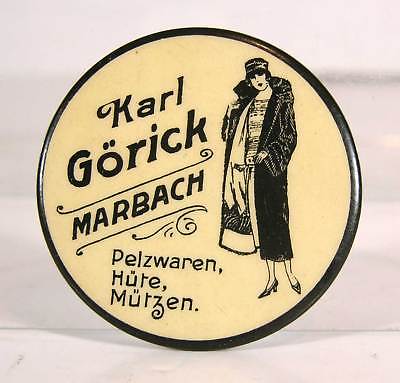 Karl
Görick
MARBACH
Pelzwaren,
Hüte,
Mützen.